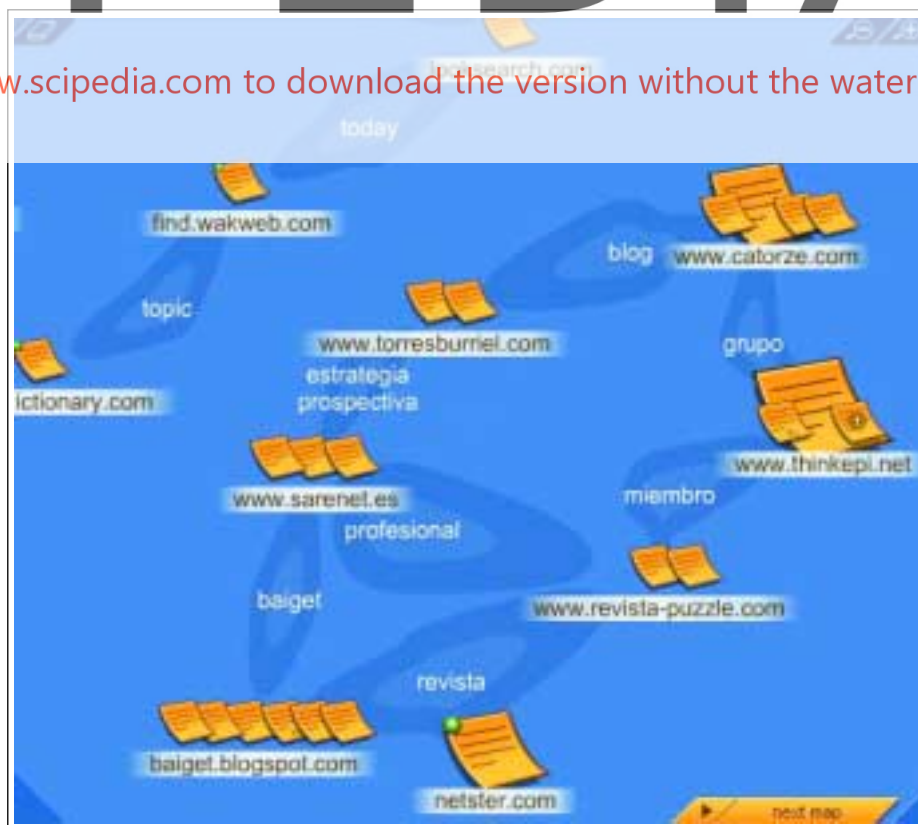 looksearch.com
w.scipedia.com to download the version without the water
today
find.wakweb.com
blog
www.catorze.com
topic
www.torresburriel.com
grupo
estrategia
prospectiva
ictionary.com
www.sarenet.es
www.thinkepi.net
miembro
profesional
baiget
www.revista-puzzle.com
revista
baiget.blogspot.com
netster.com
next map